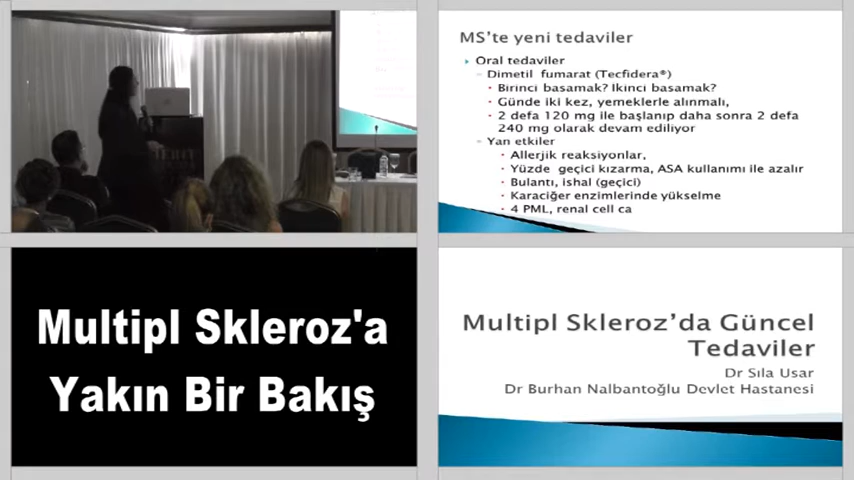 MS'te yeni tedaviler
Oral tedaviler
Dimetil fumarat (Tecfidera®)
Birinci basamak? Ikinci basamak?
Günde iki kez, yemeklerle alınmalı,
2 defa 120 mg ile başlanıp daha sonra 2 defa
240 mg olarak devam ediliyor
Yan etkiler
Allerjik reaksiyonlar,
Yüzde geçici kızarma, ASA kullanımı ile azalır
Bulantı, ishal (geçici)
Karaciğer enzimlerinde yükselme
4 PML, renal cell ca
Multipl Skleroz'a
Yakın Bir Bakış
Multipl Skleroz'da Güncel
Tedaviler
Dr Sıla Usar
Dr Burhan Nalbantoğlu Devlet Hastanesi